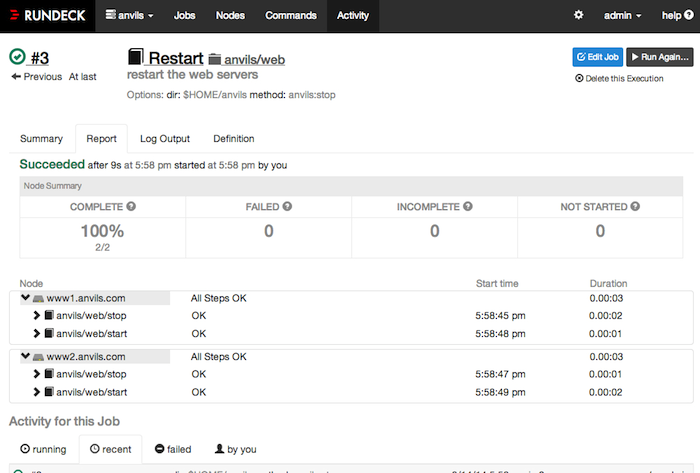 RUNDECK anvils Jobs Nodes Commands Activity admin help
#3 Restart anvils/web Edit Job Run Again...
Previous At last restart the web servers Delete this Execution
Options: dir: $HOME/anvils method: anvils:stop
Summary Report Log Output Definition
Succeeded after 9s at 5:58 pm started at 5:58 pm by you
Node Summary
COMPLETE FAILED INCOMPLETE NOT STARTED
100% 0 0 0
2/2
Node Start time Duration
www1.anvils.com All Steps OK 0.00:03
anvils/web/stop OK 5:58:45 pm 0.00:02
anvils/web/start OK 5:58:48 pm 0.00:01
www2.anvils.com All Steps OK 0.00:03
anvils/web/stop OK 5:58:47 pm 0.00:01
anvils/web/start OK 5:58:49 pm 0.00:02
Activity for this Job
running recent failed by you